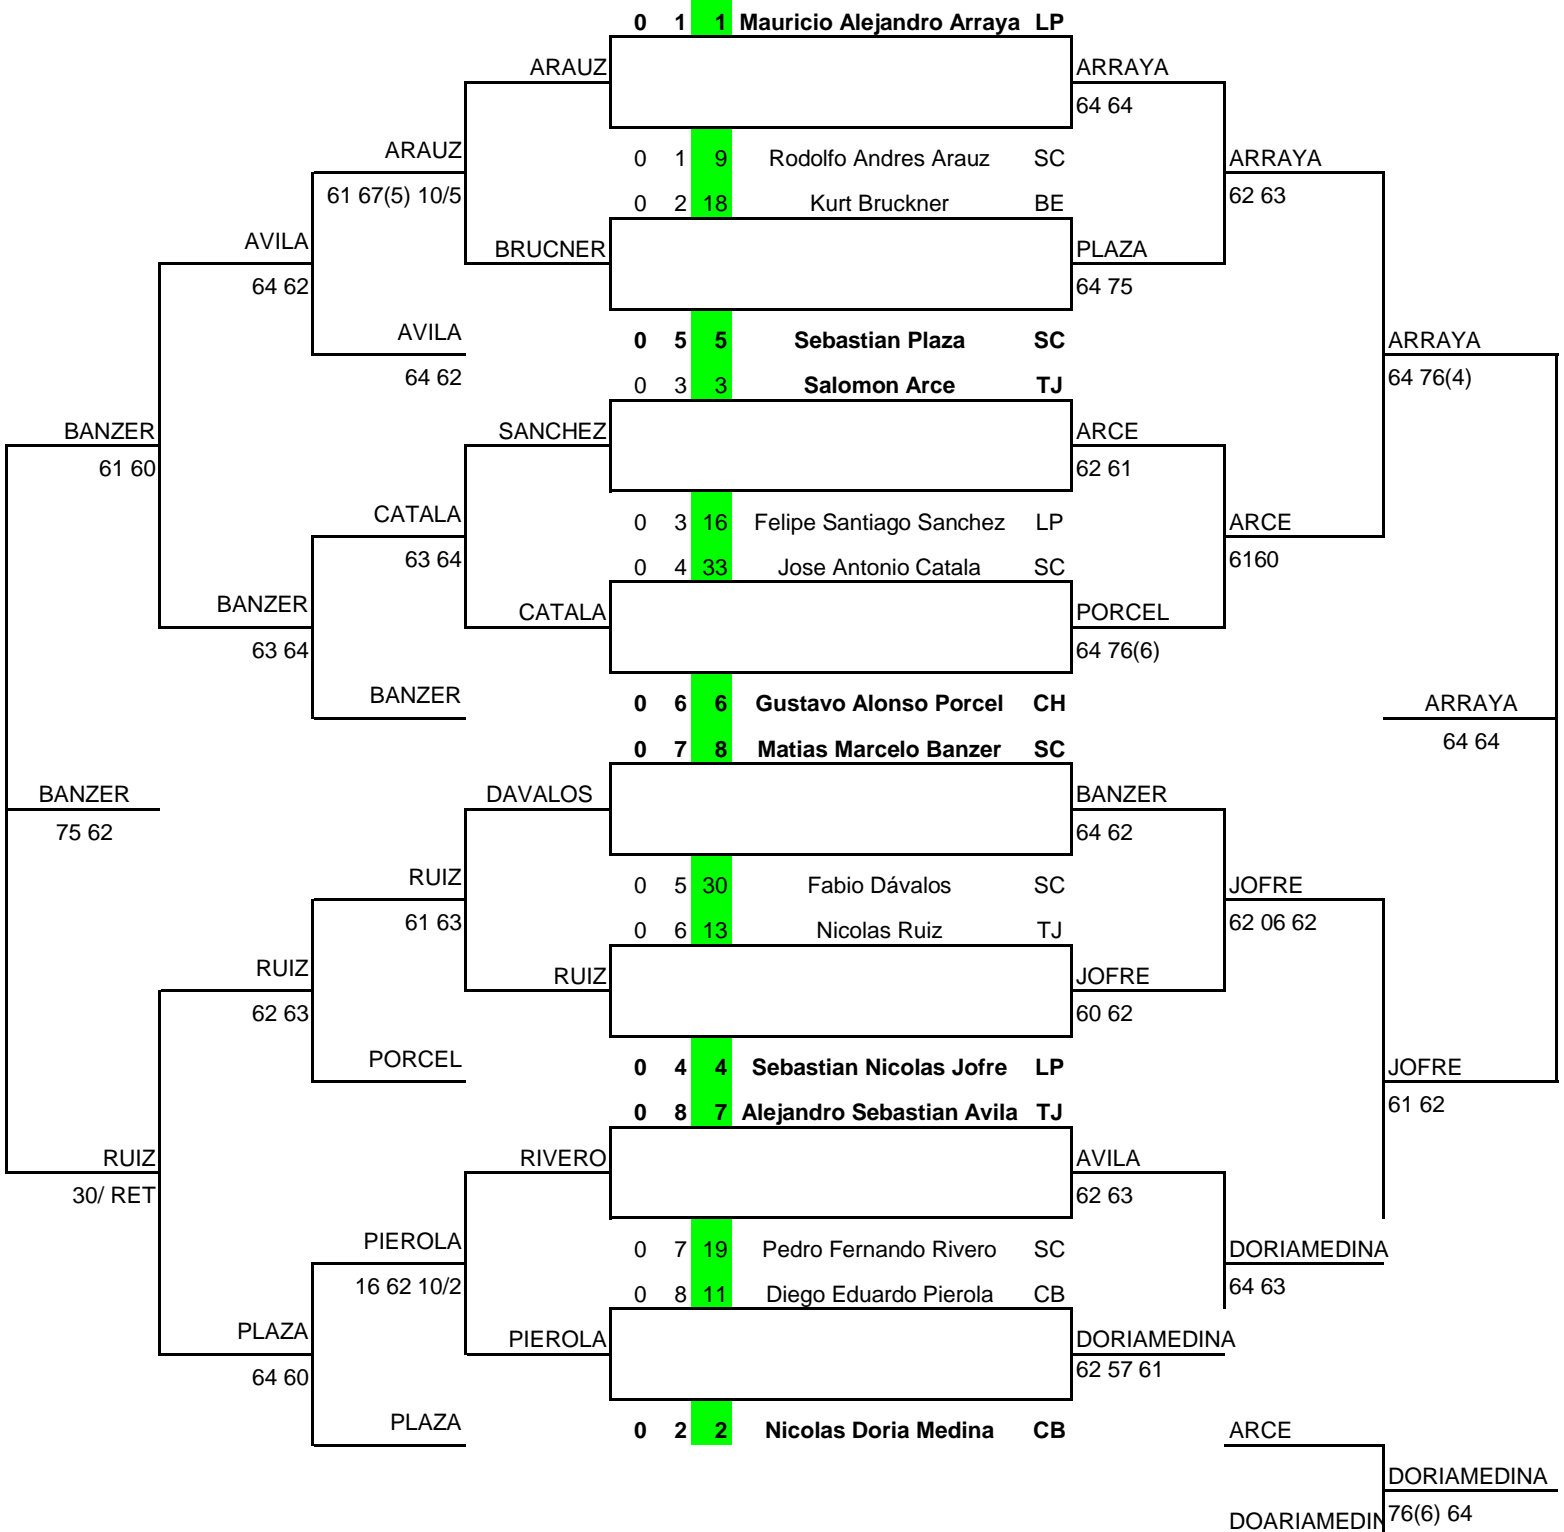 0 1 1 Mauricio Alejandro Arraya LP
ARAUZ ARRAYA
64 64
ARAUZ 0 1 9 Rodolfo Andres Arauz SC ARRAYA
61 67(5) 10/5 0 2 18 Kurt Bruckner BE 62 63
AVILA BRUCNER PLAZA
64 62 64 75
AVILA 0 5 5 Sebastian Plaza SC ARRAYA
64 62 0 3 3 Salomon Arce TJ 64 76(4)
BANZER SANCHEZ ARCE
61 60 62 61
CATALA 0 3 16 Felipe Santiago Sanchez LP ARCE
63 64 0 4 33 Jose Antonio Catala SC 6160
BANZER CATALA PORCEL
63 64 64 76(6)
BANZER 0 6 6 Gustavo Alonso Porcel CH ARRAYA
0 7 8 Matias Marcelo Banzer SC 64 64
BANZER DAVALOS BANZER
75 62 64 62
RUIZ 0 5 30 Fabio Dávalos SC JOFRE
61 63 0 6 13 Nicolas Ruiz TJ 62 06 62
RUIZ RUIZ JOFRE
62 63 60 62
PORCEL 0 4 4 Sebastian Nicolas Jofre LP JOFRE
0 8 7 Alejandro Sebastian Avila TJ 61 62
RUIZ RIVERO AVILA
30/ RET 62 63
PIEROLA 0 7 19 Pedro Fernando Rivero SC DORIAMEDINA
16 62 10/2 0 8 11 Diego Eduardo Pierola CB 64 63
PLAZA PIEROLA DORIAMEDINA
64 60 62 57 61
PLAZA 0 2 2 Nicolas Doria Medina CB ARCE
DORIAMEDINA
DOARIAMEDIN 76(6) 64